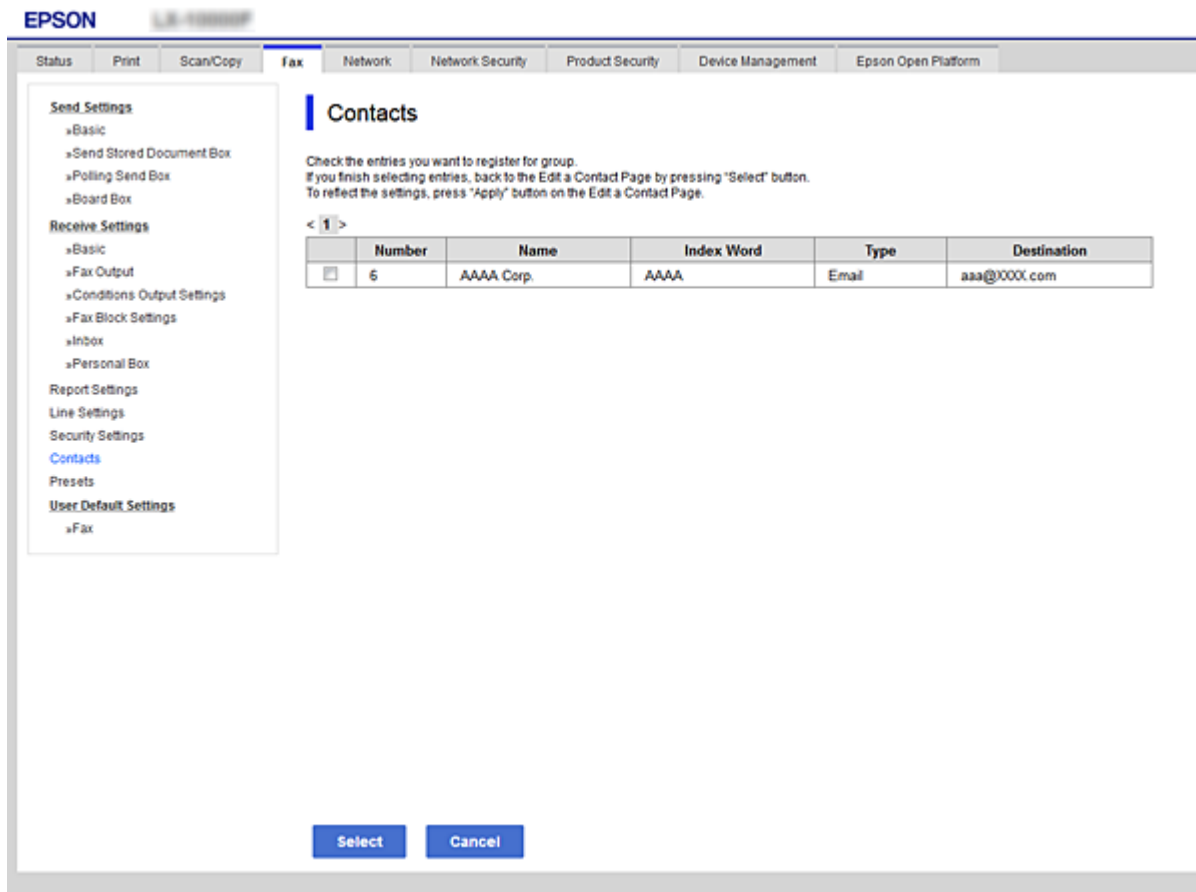 EPSON
Status Print Scan/Copy Fax Network Network Security Product Security Device Management Epson Open Platform
Send Settings
»Basic
»Send Stored Document Box
»Polling Send Box
»Board Box
Receive Settings
»Basic
»Fax Output
»Conditions Output Settings
»Fax Block Settings
»Inbox
»Personal Box
Report Settings
Line Settings
Security Settings
Contacts
Presets
User Default Settings
»Fax
Contacts
Check the entries you want to register for group.
If you finish selecting entries, back to the Edit a Contact Page by pressing "Select" button.
To reflect the settings, press "Apply" button on the Edit a Contact Page.
< 1 >
Number Name Index Word Type Destination
6 AAAA Corp. AAAA Email aaa@XXXX.com
Select Cancel